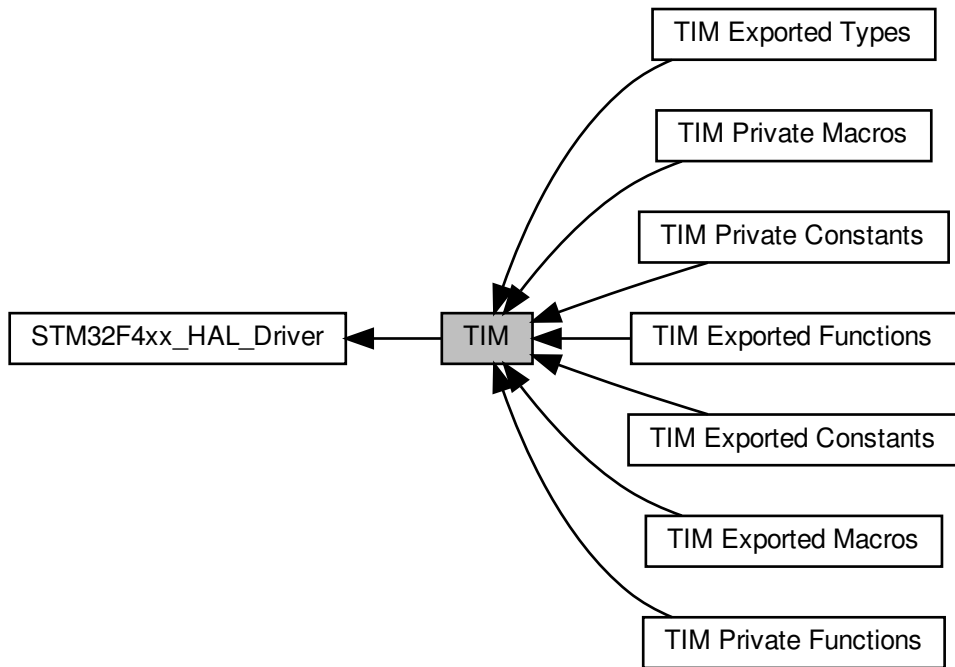 TIM Exported Types
TIM Private Macros
TIM Private Constants
STM32F4xx_HAL_Driver
TIM
TIM Exported Functions
TIM Exported Constants
TIM Exported Macros
TIM Private Functions